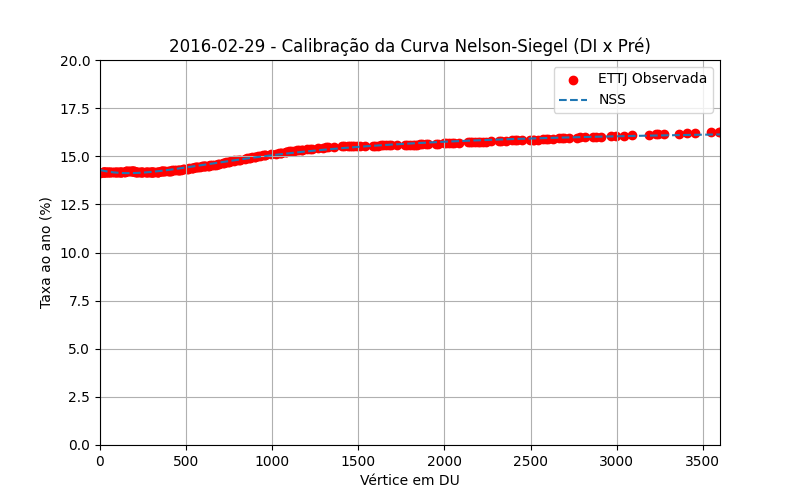 2016-02-29 - Calibração da Curva Nelson-Siegel (DI x Pré)
ETTJ Observada
NSS
Taxa ao ano (%)
20.0
17.5
15.0
12.5
10.0
7.5
5.0
2.5
0.0
0 500 1000 1500 2000 2500 3000 3500
Vértice em DU